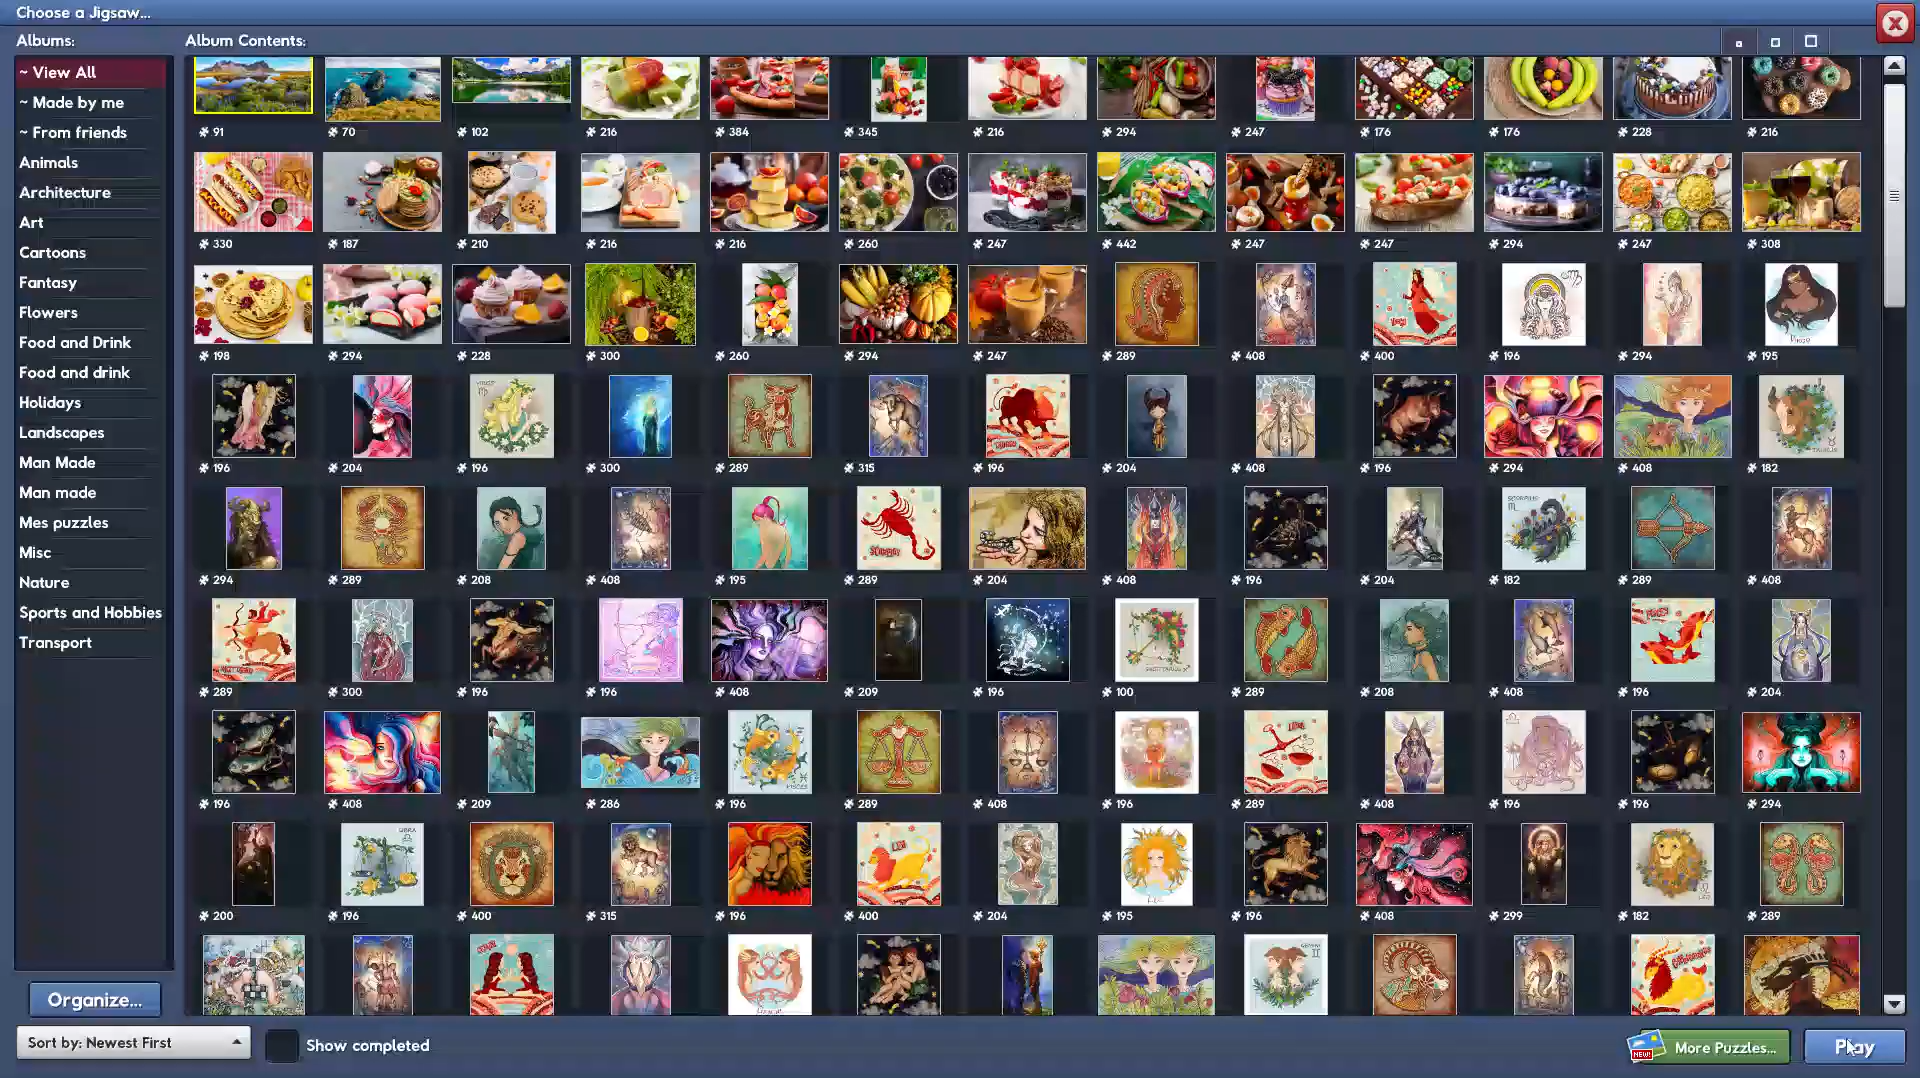 Choose a Jigsaw...
Albums:
Album Contents:
~ View All
~ Made by me
~ From friends
Animals
Architecture
Art
Cartoons
Fantasy
Flowers
Food and Drink
Food and drink
Holidays
Landscapes
Man Made
Man made
Mes puzzles
Misc
Nature
Sports and Hobbies
Transport
91 70 102 216 384 345 216 294 247 176 176 228 216
330 187 210 216 216 260 247 442 247 247 294 247 308
198 294 228 300 260 294 247 289 408 400 196 294 195
196 204 196 300 289 315 196 204 408 196 294 408 182
294 289 208 408 195 289 204 408 196 204 182 289 408
289 300 196 196 408 209 196 100 289 208 408 196 204
196 408 209 286 196 289 408 196 289 408 196 196 294
200 196 400 315 196 400 204 195 196 408 299 182 289
Organize...
Sort by: Newest First
Show completed
NEW!
More Puzzles...
Play